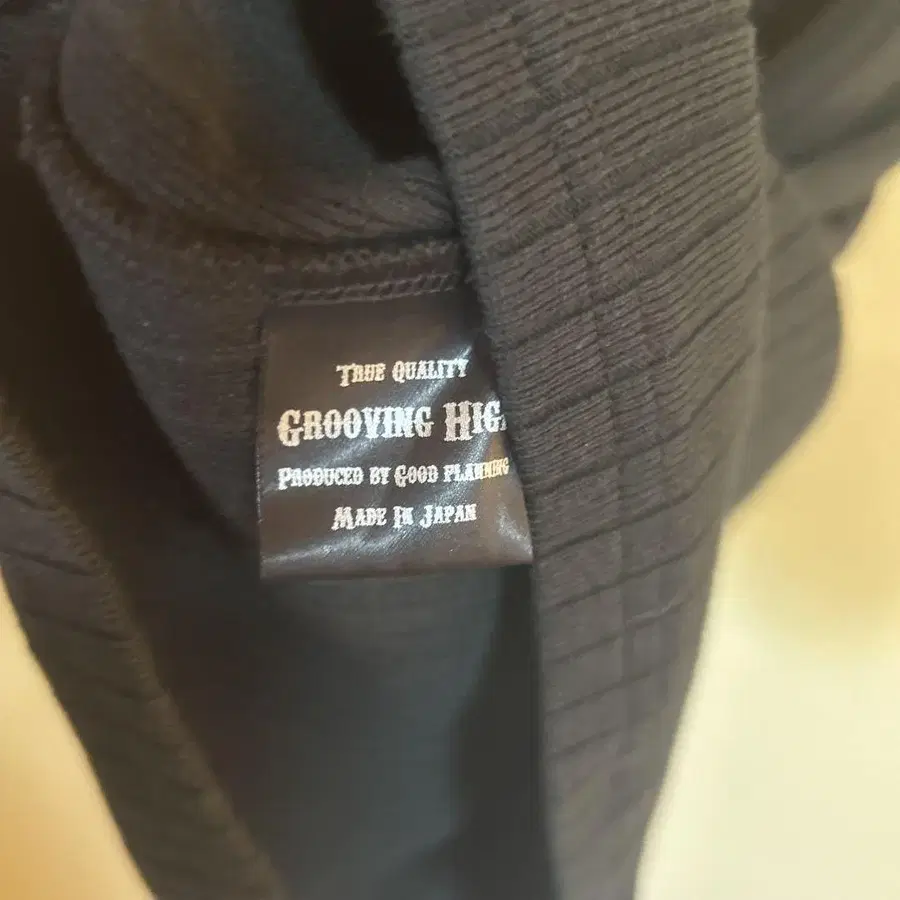 True Quality
Grooving Hig
Produced by Good Planning
Made In Japan